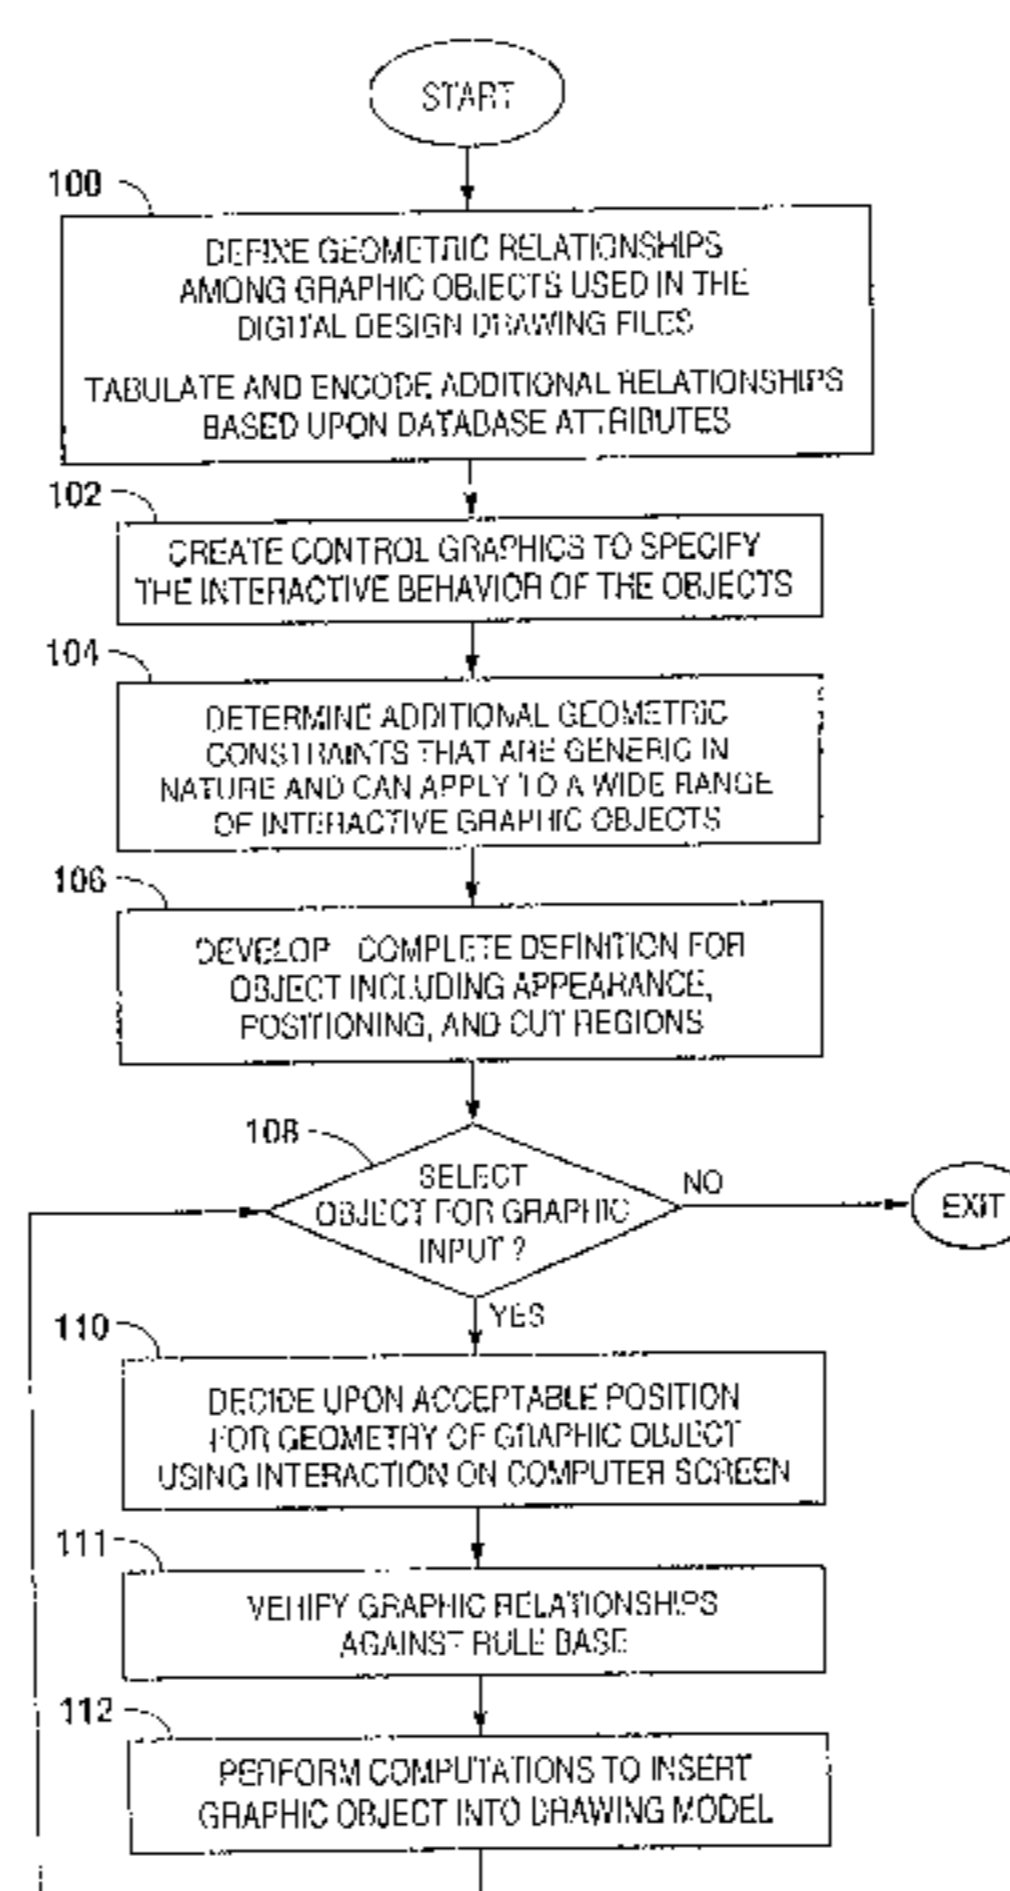 START
100
DEFINE GEOMETRIC RELATIONSHIPS
AMONG GRAPHIC OBJECTS USED IN THE
DIGITAL DESIGN DRAWING FILES
TABULATE AND ENCODE ADDITIONAL RELATIONSHIPS
BASED UPON DATABASE ATTRIBUTES
102
CREATE CONTROL GRAPHICS TO SPECIFY
THE INTERACTIVE BEHAVIOR OF THE OBJECTS
104
DETERMINE ADDITIONAL GEOMETRIC
CONSTRAINTS THAT ARE GENERIC IN
NATURE AND CAN APPLY TO A WIDE RANGE
OF INTERACTIVE GRAPHIC OBJECTS
106
DEVELOP COMPLETE DEFINITION FOR
OBJECT INCLUDING APPEARANCE,
POSITIONING, AND CUT REGIONS
108
SELECT
OBJECT FOR GRAPHIC
INPUT ?
NO
EXIT
YES
110
DECIDE UPON ACCEPTABLE POSITION
FOR GEOMETRY OF GRAPHIC OBJECT
USING INTERACTION ON COMPUTER SCREEN
111
VERIFY GRAPHIC RELATIONSHIPS
AGAINST RULE BASE
112
PERFORM COMPUTATIONS TO INSERT
GRAPHIC OBJECT INTO DRAWING MODEL